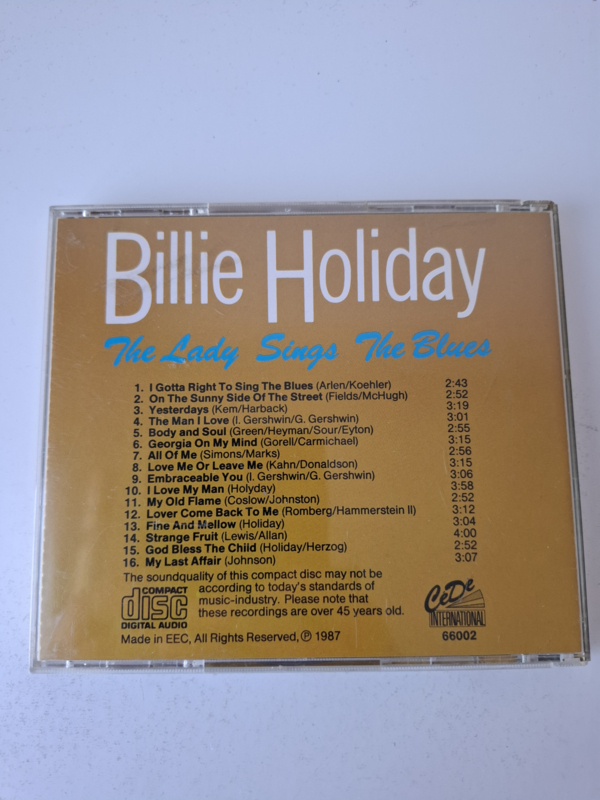 Billie Holiday
The Lady Sings The Blues
1. I Gotta Right To Sing The Blues (Arlen/Koehler) 2:43
2. On The Sunny Side Of The Street (Fields/McHugh) 2:52
3. Yesterdays (Kem/Harback) 3:19
4. The Man I Love (I. Gershwin/G. Gershwin) 3:01
5. Body and Soul (Green/Heyman/Sour/Eyton) 2:55
6. Georgia On My Mind (Gorell/Carmichael) 3:15
7. All Of Me (Simons/Marks) 2:56
8. Love Me Or Leave Me (Kahn/Donaldson) 3:15
9. Embraceable You (I. Gershwin/G. Gershwin) 3:06
10. I Love My Man (Holyday) 3:58
11. My Old Flame (Coslow/Johnston) 2:52
12. Lover Come Back To Me (Romberg/Hammerstein II) 3:12
13. Fine And Mellow (Holiday) 3:04
14. Strange Fruit (Lewis/Allan) 4:00
15. God Bless The Chiid (Holiday/Herzog) 2:52
16. My Last Affair (Johnson) 3:07
The soundquality of this compact disc may not be
according to today's standards of
music-industry. Please note that
these recordings are over 45 years old.
COMPACT
disc
DIGITAL AUDIO
CeDe
INTERNATIONAL
66002
Made in EEC, All Rights Reserved, ℗ 1987